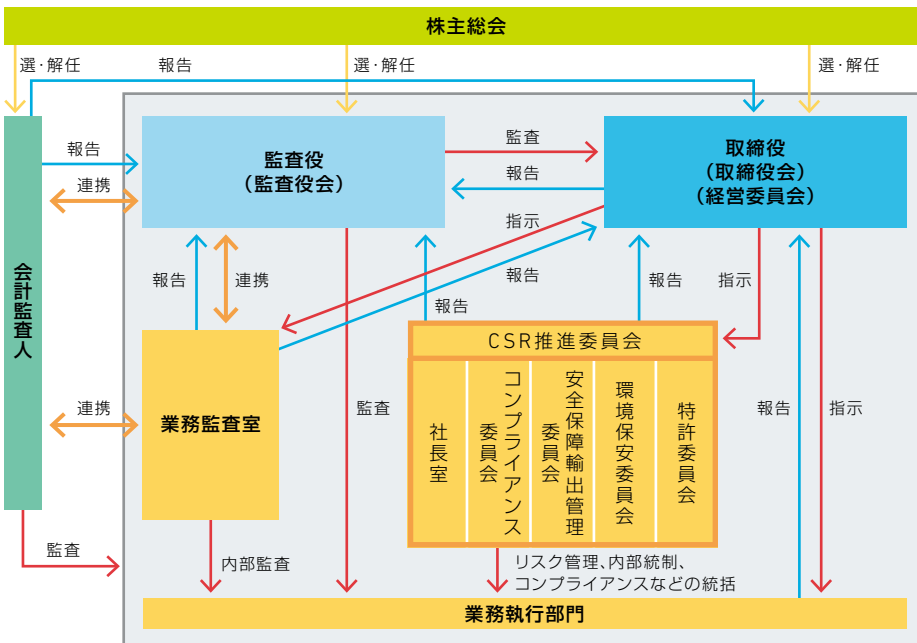 株主総会
選・解任
報告
選・解任
選・解任
報告
監査役
（監査役会）
監査
取締役
（取締役会）
（経営委員会）
報告
連携
指示
会計監査人
報告
連携
報告
報告
報告
指示
CSR推進委員会
連携
業務監査室
監査
社長室
コンプライアンス
委員会
安全保障輸出管理
委員会
環境保安委員会
特許委員会
報告
指示
監査
内部監査
リスク管理、内部統制、
コンプライアンスなどの統括
業務執行部門